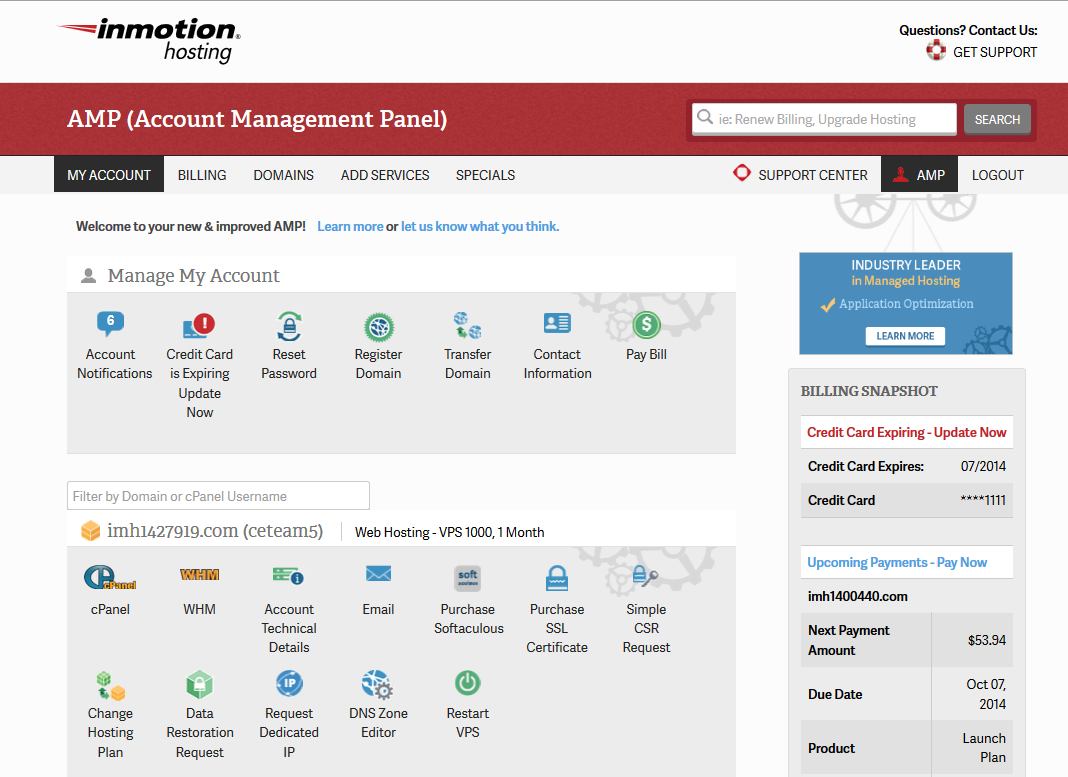 inmotion
hosting
Questions? Contact Us:
GET SUPPORT
AMP (Account Management Panel)
ie: Renew Billing, Upgrade Hosting
SEARCH
MY ACCOUNT BILLING DOMAINS ADD SERVICES SPECIALS SUPPORT CENTER AMP LOGOUT
Welcome to your new & improved AMP! Learn more or let us know what you think.
Manage My Account
6
Account
Notifications
!
Credit Card
is Expiring
Update
Now
Reset
Password
Register
Domain
Transfer
Domain
Contact
Information
$
Pay Bill
Filter by Domain or cPanel Username
imh1427919.com (ceteam5) Web Hosting - VPS 1000, 1 Month
cPanel
cPanel
WHM
WHM
i
Account
Technical
Details
Email
soft
aculous
Purchase
Softaculous
Purchase
SSL
Certificate
Simple
CSR
Request
Change
Hosting
Plan
Data
Restoration
Request
IP
Request
Dedicated
IP
DNS Zone
Editor
Restart
VPS
INDUSTRY LEADER
in Managed Hosting
Application Optimization
LEARN MORE
BILLING SNAPSHOT
Credit Card Expiring - Update Now
Credit Card Expires: 07/2014
Credit Card ****1111
Upcoming Payments - Pay Now
imh1400440.com
Next Payment
Amount
$53.94
Due Date
Oct 07,
2014
Product
Launch
Plan